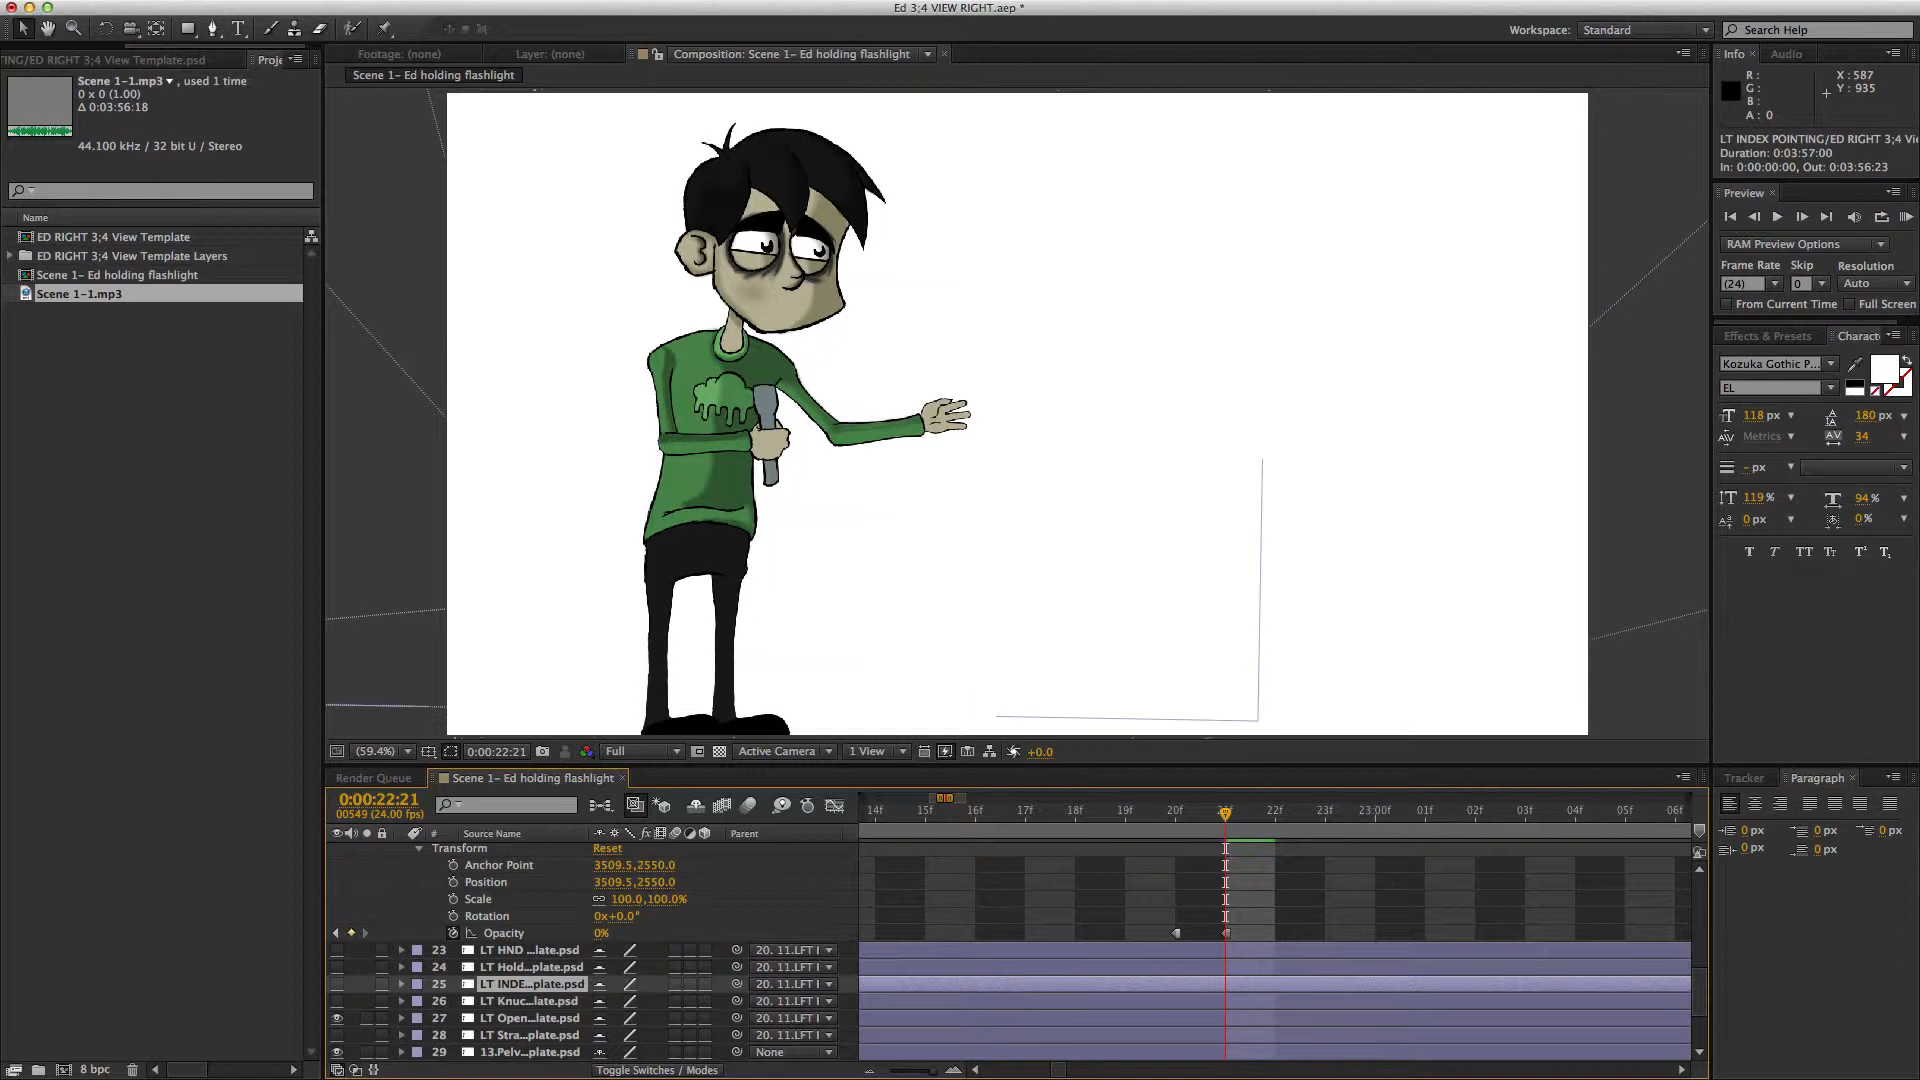 Ed 3;4 VIEW RIGHT.aep *
Workspace: Standard
Search Help
TING/ED RIGHT 3;4 View Template.psd
Proje
Footage: (none)
Layer: (none)
Composition: Scene 1- Ed holding flashlight
Info
Audio
Scene 1-1.mp3 , used 1 time
0 x 0 (1.00)
Δ 0:03:56:18
44.100 kHz / 32 bit U / Stereo
Scene 1- Ed holding flashlight
R :
G :
B :
A : 0
X : 587
Y : 935
LT INDEX POINTING/ED RIGHT 3;4 Vie
Duration: 0:03:57:00
In: 0:00:00:00, Out: 0:03:56:23
Name
ED RIGHT 3;4 View Template
ED RIGHT 3;4 View Template Layers
Scene 1- Ed holding flashlight
Scene 1-1.mp3
Preview
RAM Preview Options
Frame Rate Skip Resolution
(24) 0 Auto
From Current Time Full Screen
Effects & Presets
Charact
Kozuka Gothic P...
EL
118 px 180 px
Metrics 34
- px
119 % 94 %
0 px 0 %
T T TT Tt T¹ T₁
(59.4%) 0:00:22:21 Full Active Camera 1 View +0.0
Render Queue
Scene 1- Ed holding flashlight
Tracker
Paragraph
0:00:22:21
00549 (24.00 fps)
14f 15f 16f 17f 18f 19f 20f 22f 23f 23:00f 01f 02f 03f 04f 05f 06f
# Source Name Parent
Transform Reset
Anchor Point 3509.5,2550.0
Position 3509.5,2550.0
Scale 100.0,100.0%
Rotation 0x+0.0°
Opacity 0%
23 LT HND ...late.psd 20. 11.LFT I
24 LT Hold...plate.psd 20. 11.LFT I
25 LT INDE...plate.psd 20. 11.LFT I
26 LT Knuc...late.psd 20. 11.LFT I
27 LT Open...late.psd 20. 11.LFT I
28 LT Stra...plate.psd 20. 11.LFT I
29 13.Pelv...plate.psd None
0 px 0 px 0 px
0 px 0 px
8 bpc
Toggle Switches / Modes